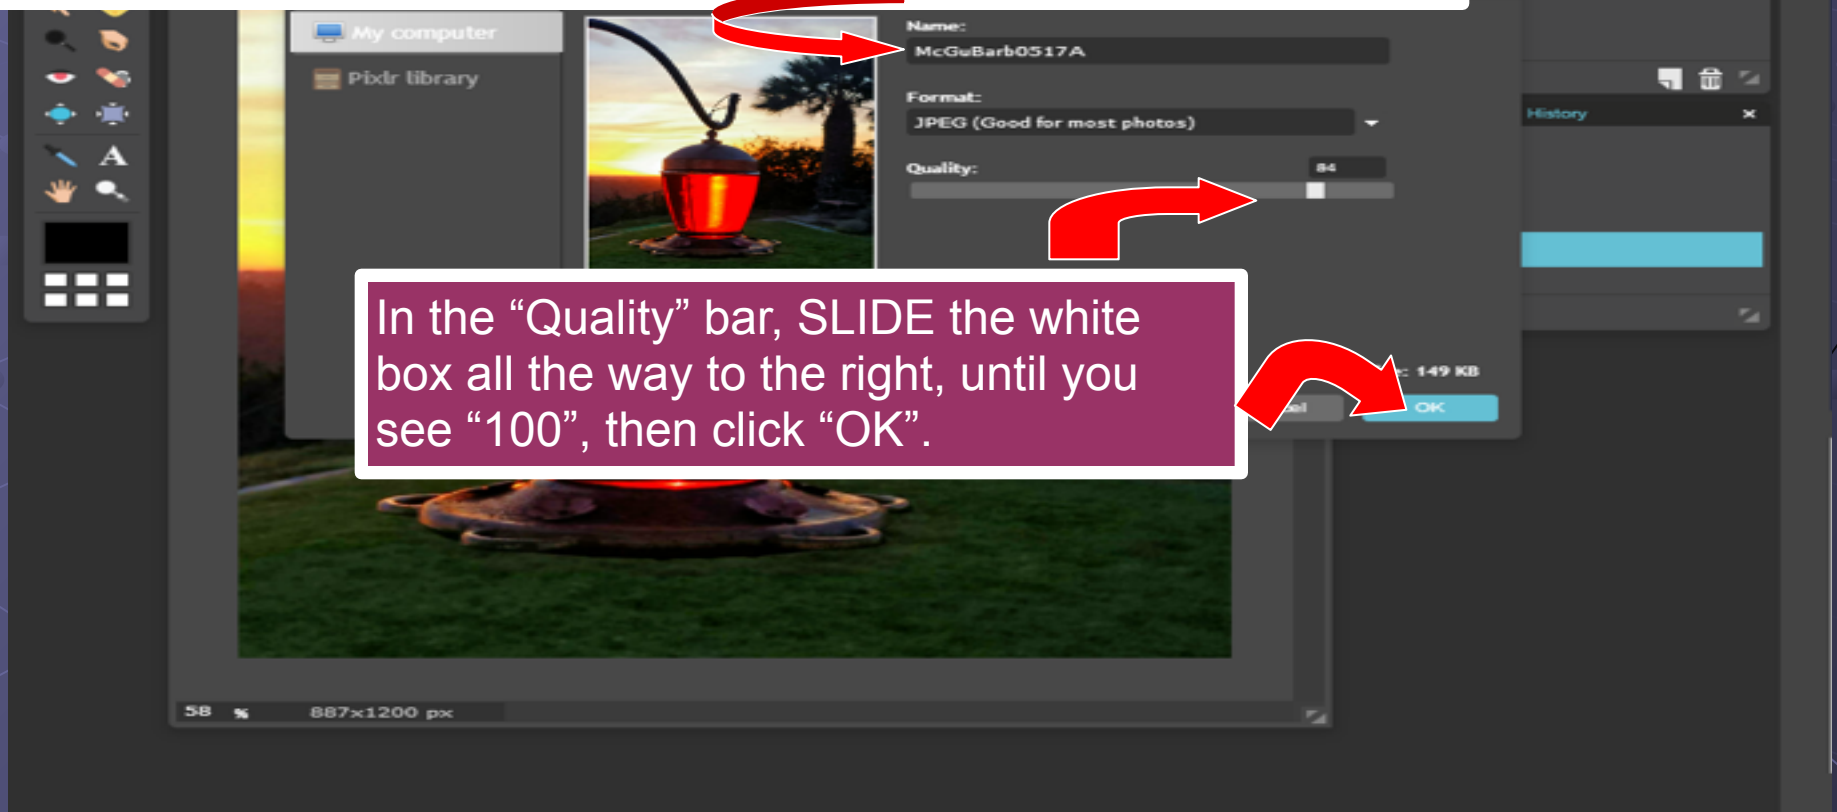 My computer
Pixlr library
Name:
McGuBarb0517A
Format:
JPEG (Good for most photos)
Quality:
84
History
A
In the “Quality” bar, SLIDE the white
box all the way to the right, until you
see “100”, then click “OK”.
: 149 KB
OK
58 %
887x1200 px